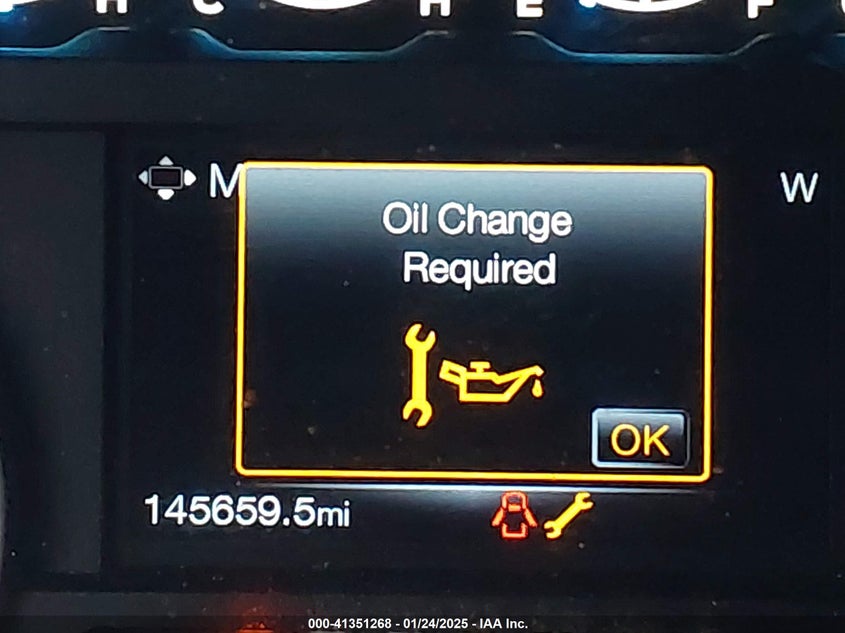 H C H E F
M W
Oil Change
Required
OK
145659.5mi
000-41351268 - 01/24/2025 - IAA Inc.